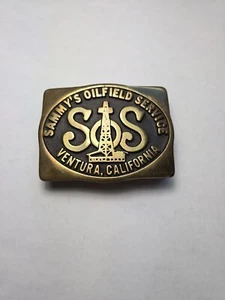 SAMMY'S OILFIELD SERVICE
SOS
VENTURA, CALIFORNIA